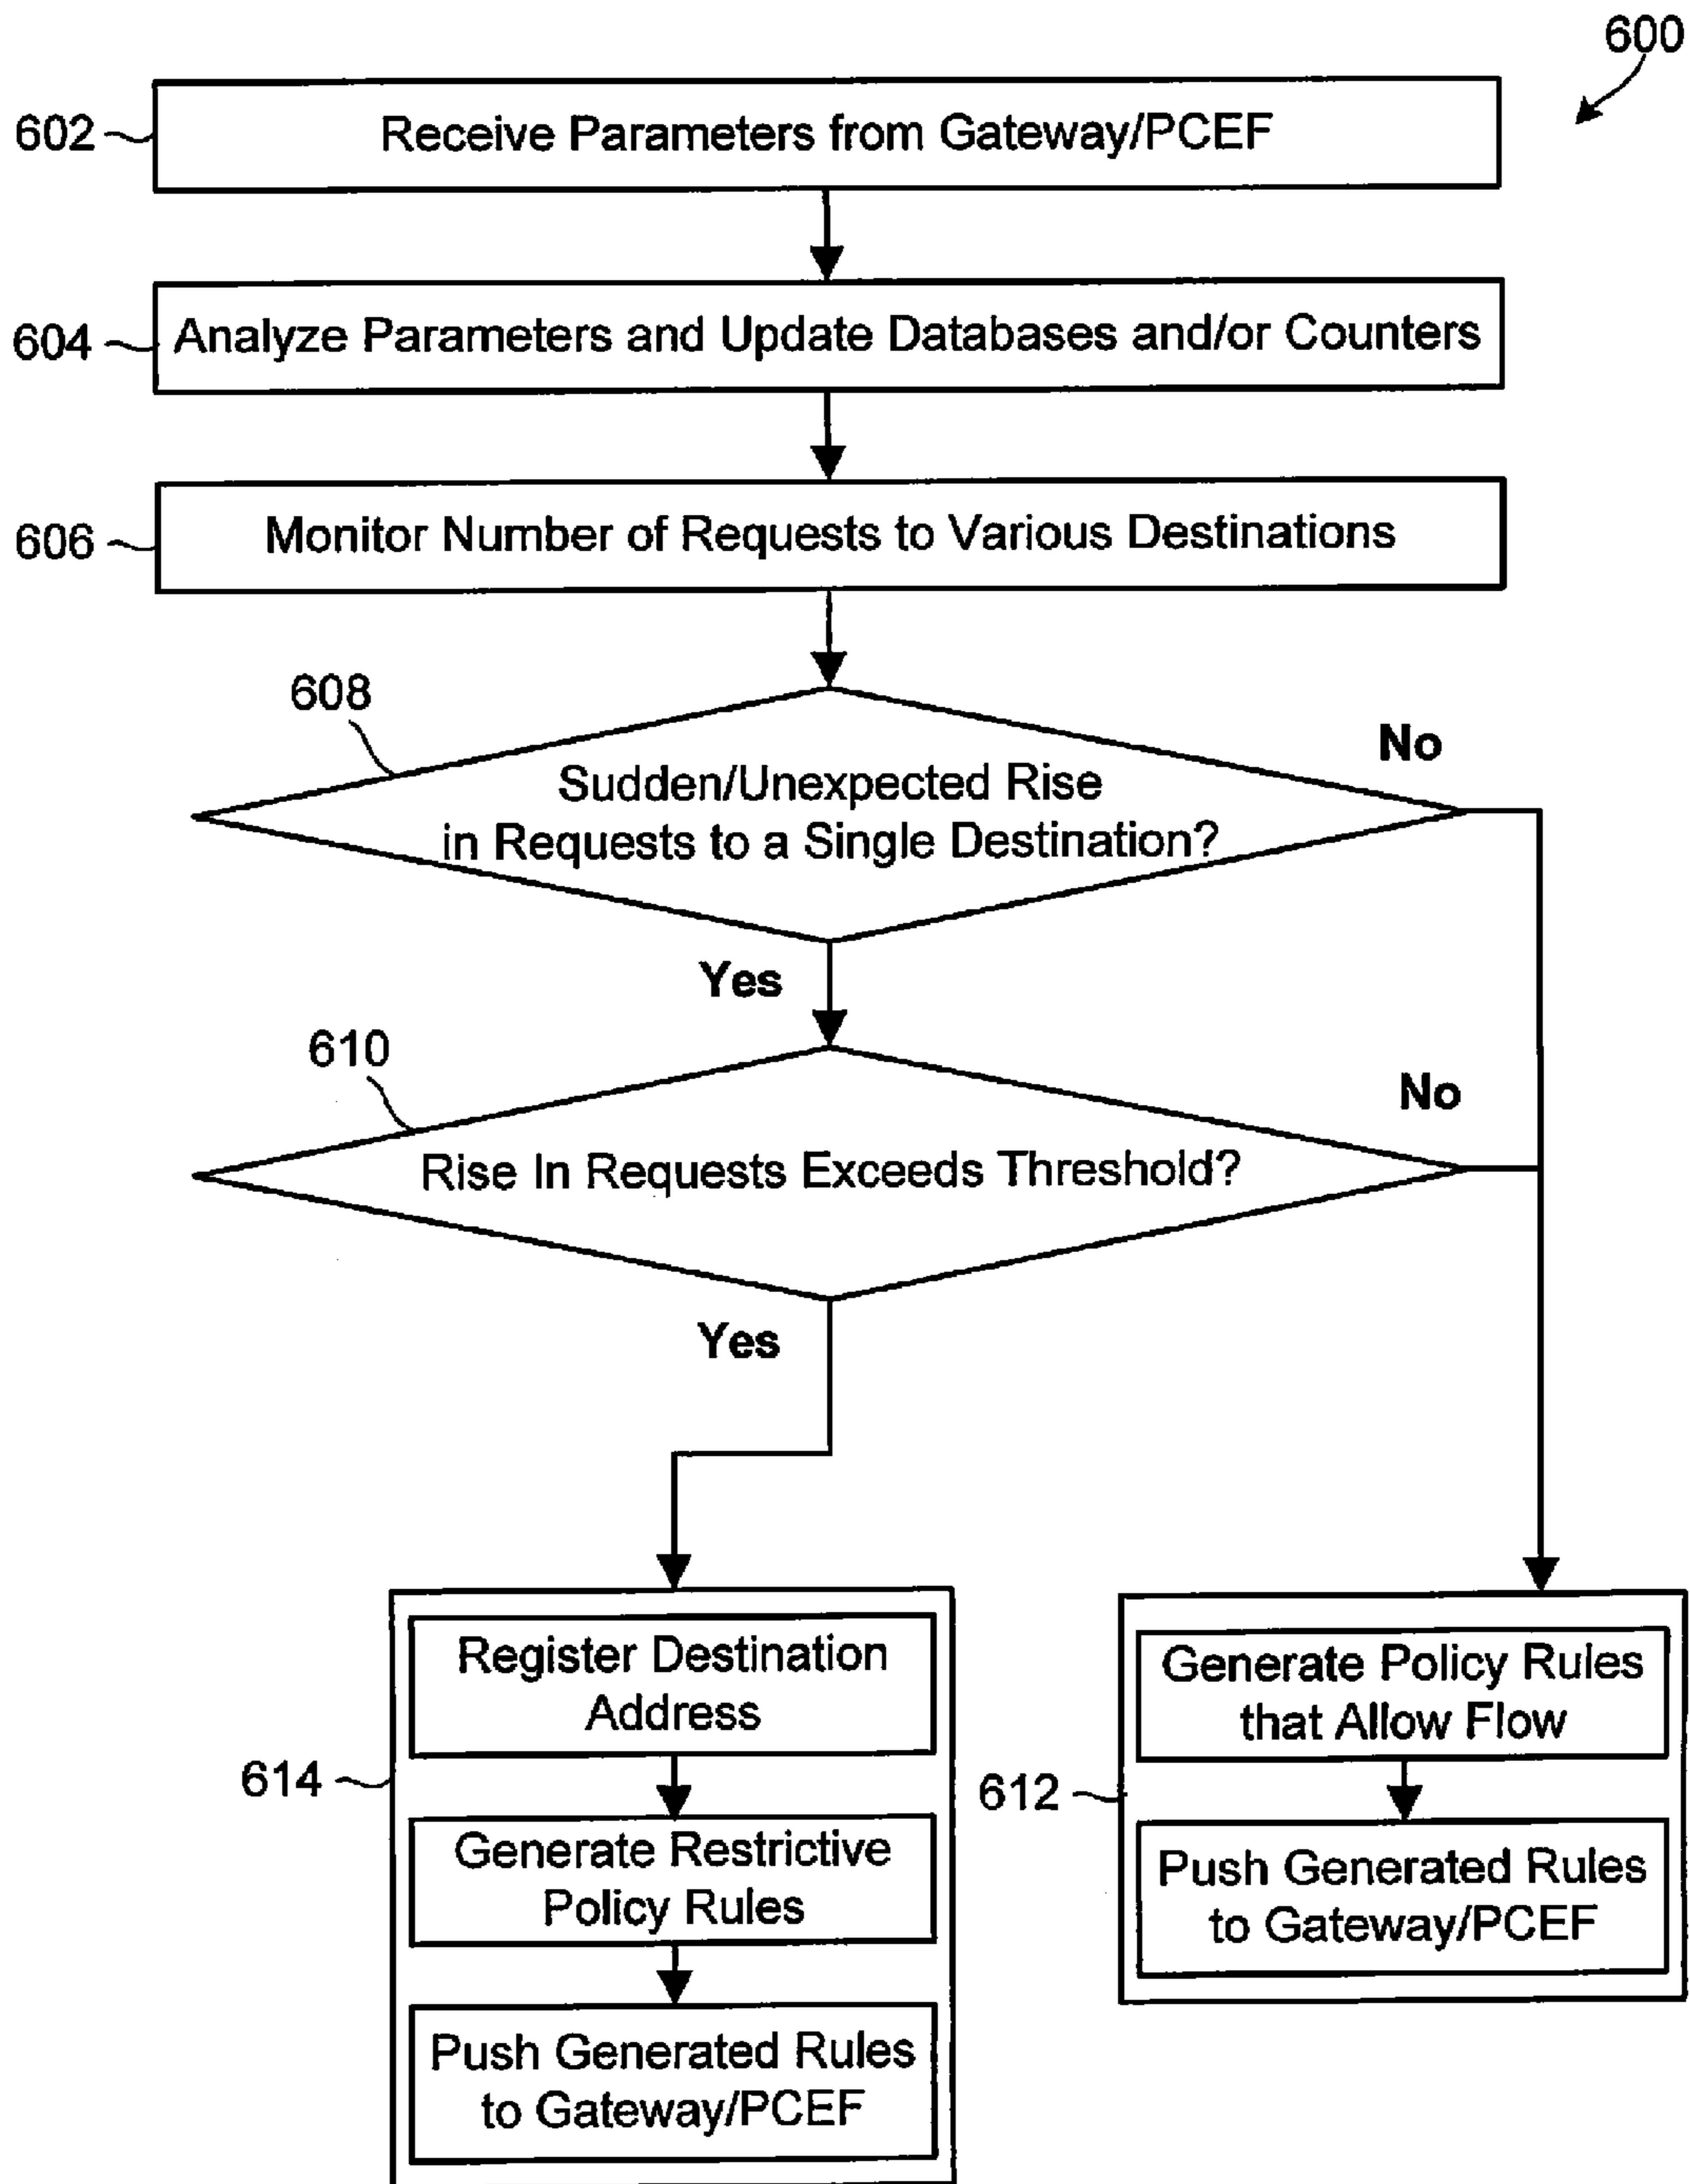 600
602
Receive Parameters from Gateway/PCEF
604
Analyze Parameters and Update Databases and/or Counters
606
Monitor Number of Requests to Various Destinations
608
No
Sudden/Unexpected Rise
in Requests to a Single Destination?
Yes
610
No
Rise In Requests Exceeds Threshold?
Yes
614
Register Destination
Address
Generate Restrictive
Policy Rules
Push Generated Rules
to Gateway/PCEF
612
Generate Policy Rules
that Allow Flow
Push Generated Rules
to Gateway/PCEF